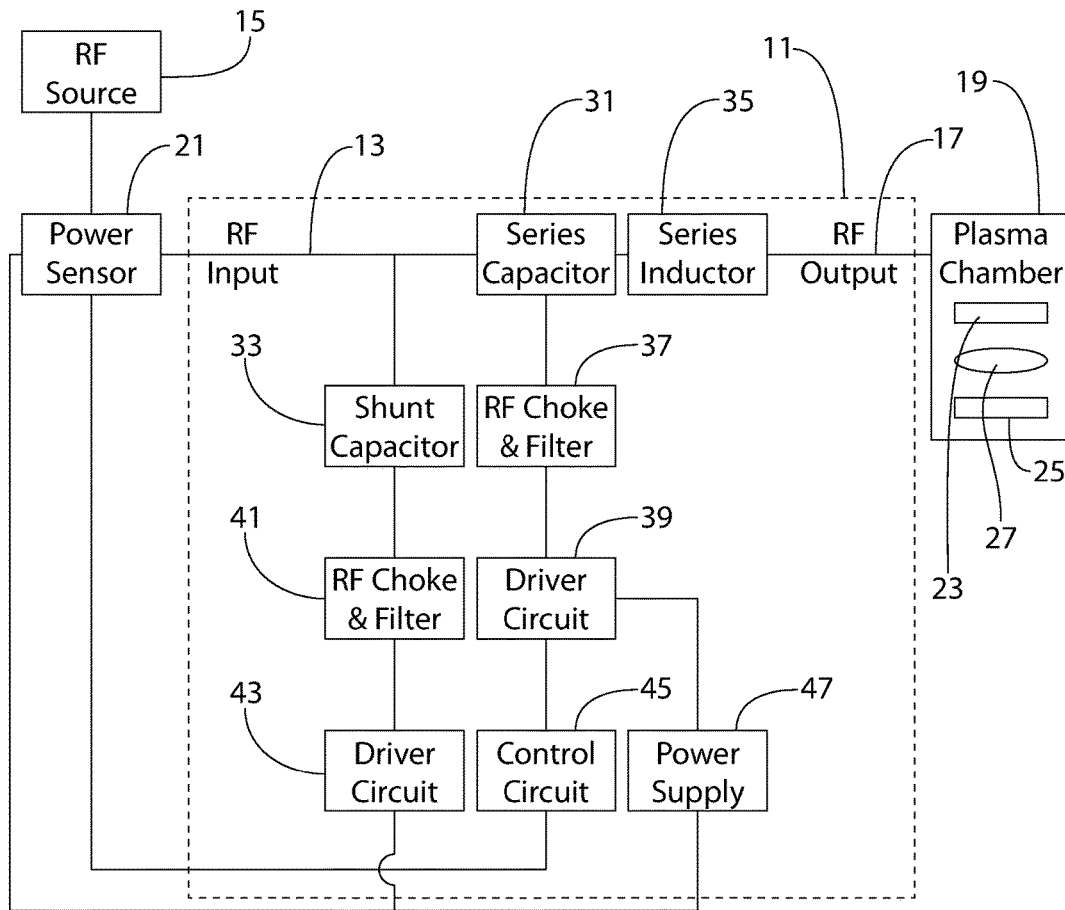 15
RF
Source
11
31
35
19
21
13
17
Power
Sensor
RF
Input
Series
Capacitor
Series
Inductor
RF
Output
Plasma
Chamber
33
37
Shunt
Capacitor
RF Choke
& Filter
25
27
23
41
39
RF Choke
& Filter
Driver
Circuit
43
45
47
Driver
Circuit
Control
Circuit
Power
Supply